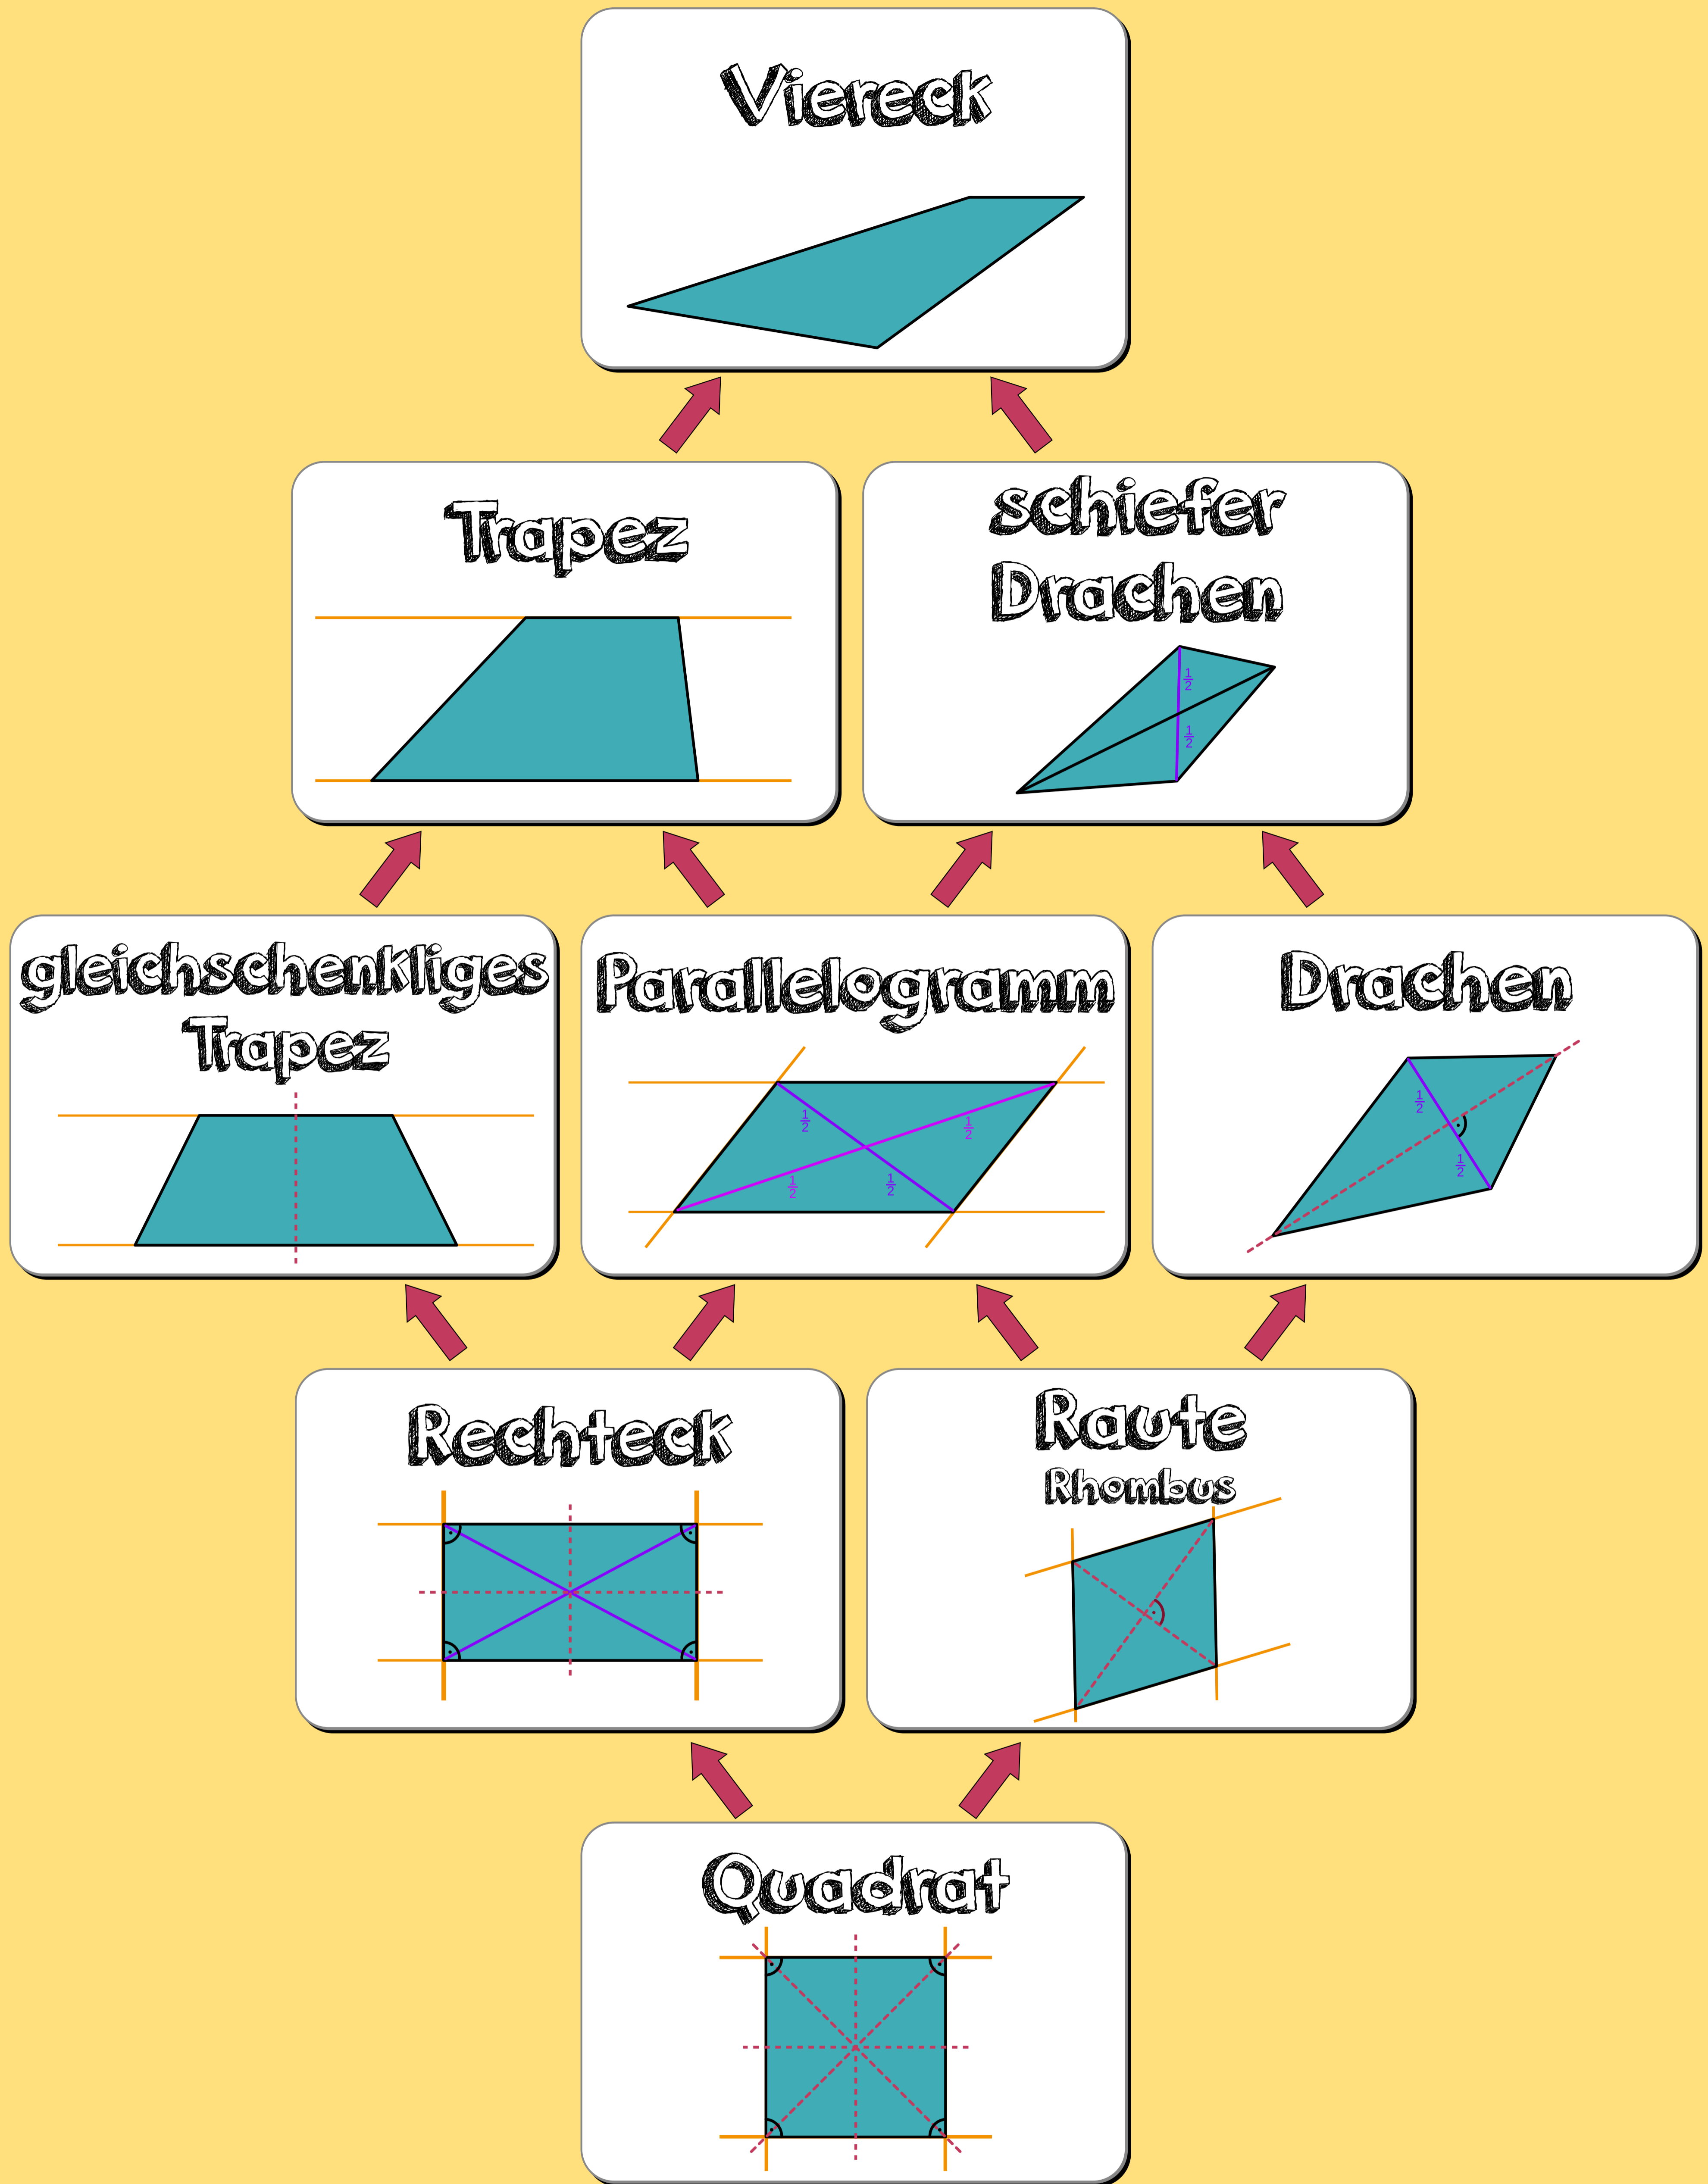 Viereck
Trapez
schiefer
Drachen
1
2
1
2
gleichschenkliges
Trapez
Parallelogramm
1
2
1
2
1
2
1
2
Drachen
1
2
1
2
Rechteck
Raute
Rhombus
Quadrat